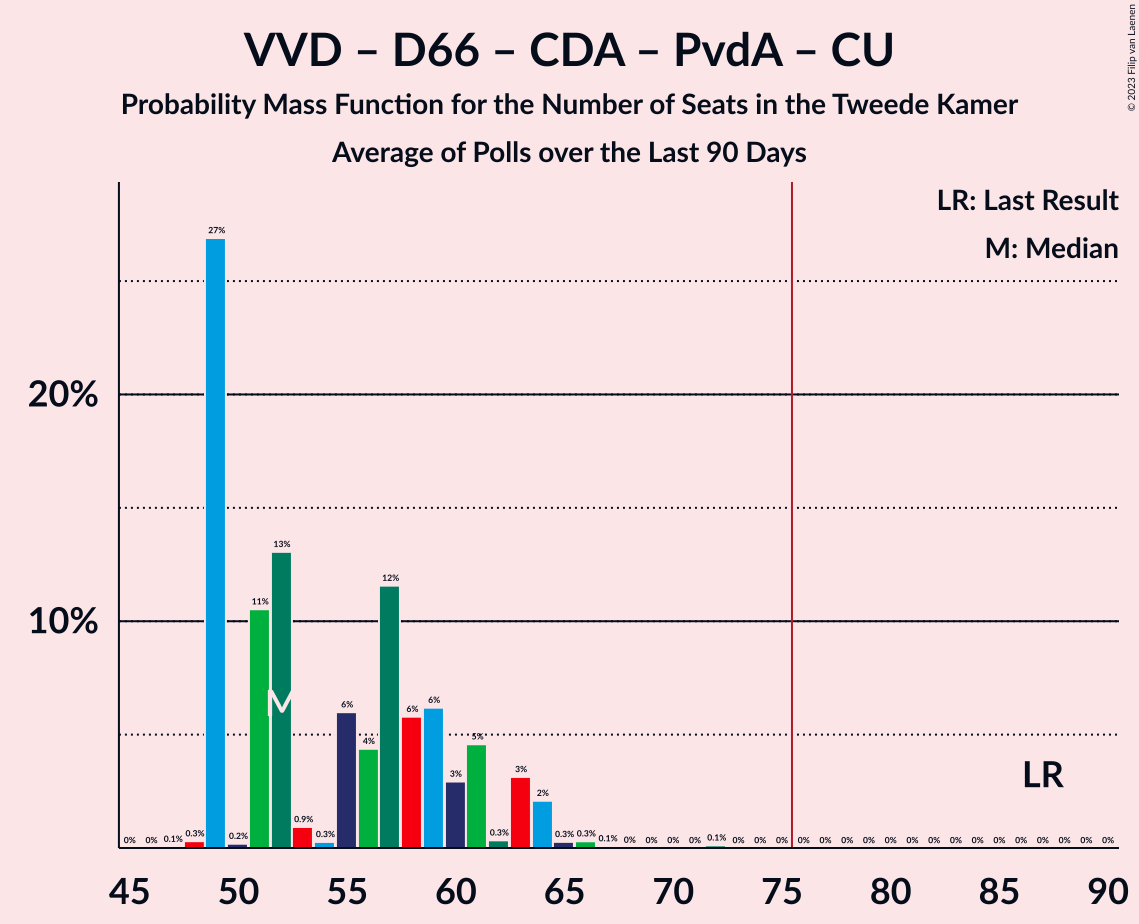 VVD – D66 – CDA – PvdA – CU
Probability Mass Function for the Number of Seats in the Tweede Kamer
Average of Polls over the Last 90 Days
© 2023 Filip van Laenen
LR: Last Result
M: Median
20%
10%
0% 0% 0.1% 0.3% 27% 0.2% 11% 13% 0.9% 0.3% 6% 4% 12% 6% 6% 3% 5% 0.3% 3% 2% 0.3% 0.3% 0.1% 0% 0% 0% 0% 0.1% 0% 0% 0% 0% 0% 0% 0% 0% 0% 0% 0% 0% 0% 0% 0% 0% 0% 0%
M
LR
45 50 55 60 65 70 75 80 85 90